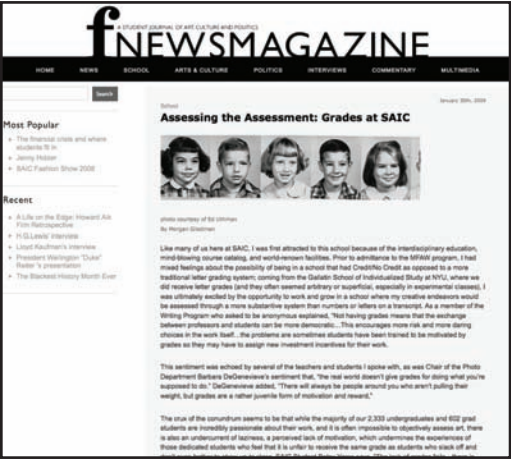 A STUDENT JOURNAL OF ART, CULTURE AND POLITICS
fNEWSMAGAZINE
HOME NEWS SCHOOL ARTS & CULTURE POLITICS INTERVIEWS COMMENTARY MULTIMEDIA
Search
Most Popular
The financial crisis and where
students fit in
Jenny Holzer
SAIC Fashion Show 2008
Recent
A Life on the Edge: Howard Alk
Film Retrospective
H.G.Lewis' interview
Lloyd Kaufman's interview
President Wellington "Duke"
Reiter 's presentation
The Blackest History Month Ever
January 30th, 2009
School
Assessing the Assessment: Grades at SAIC
photo courtesy of Ed Uhlman
By Morgan
Like many of us here at SAIC, I was first attracted to this school because of the interdisciplinary education,
mind-blowing course catalog, and world-renown facilities. Prior to admittance to the MFAW program, I had
mixed feelings about the possibility of being in a school that had Credit/No Credit as opposed to a more
traditional letter grading system; coming from the Gallatin School of Individualized Study at NYU, where we
did receive letter grades (and they often seemed arbitrary or superficial, especially in experimental classes), I
was ultimately excited by the opportunity to work and grow in a school where my creative endeavors would
be assessed through a more substantive system than numbers or letters on a transcript. As a member of the
Writing Program who asked to be anonymous explained, "Not having grades means that the exchange
between professors and students can be more democratic...This encourages more risk and more daring
choices in the work itself... the problems are sometimes students have been trained to be motivated by
grades so they may have to assign new investment incentives for their work.
This sentiment was echoed by several of the teachers and students I spoke with, as was Chair of the Photo
Department Barbara DeGenevieve's sentiment that, "the real world doesn't give grades for doing what you're
supposed to do." DeGenevieve added, "There will always be people around you who aren't pulling their
weight, but grades are a rather juvenile form of motivation and reward."
The crux of the conundrum seems to be that while the majority of our 2,333 undergraduates and 602 grad
students are incredibly passionate about their work, and it is often impossible to objectively assess art, there
is also an undercurrent of laziness, a perceived lack of motivation, which undermines the experiences of
those dedicated students who feel that it is unfair to receive the same grade as students who slack off and